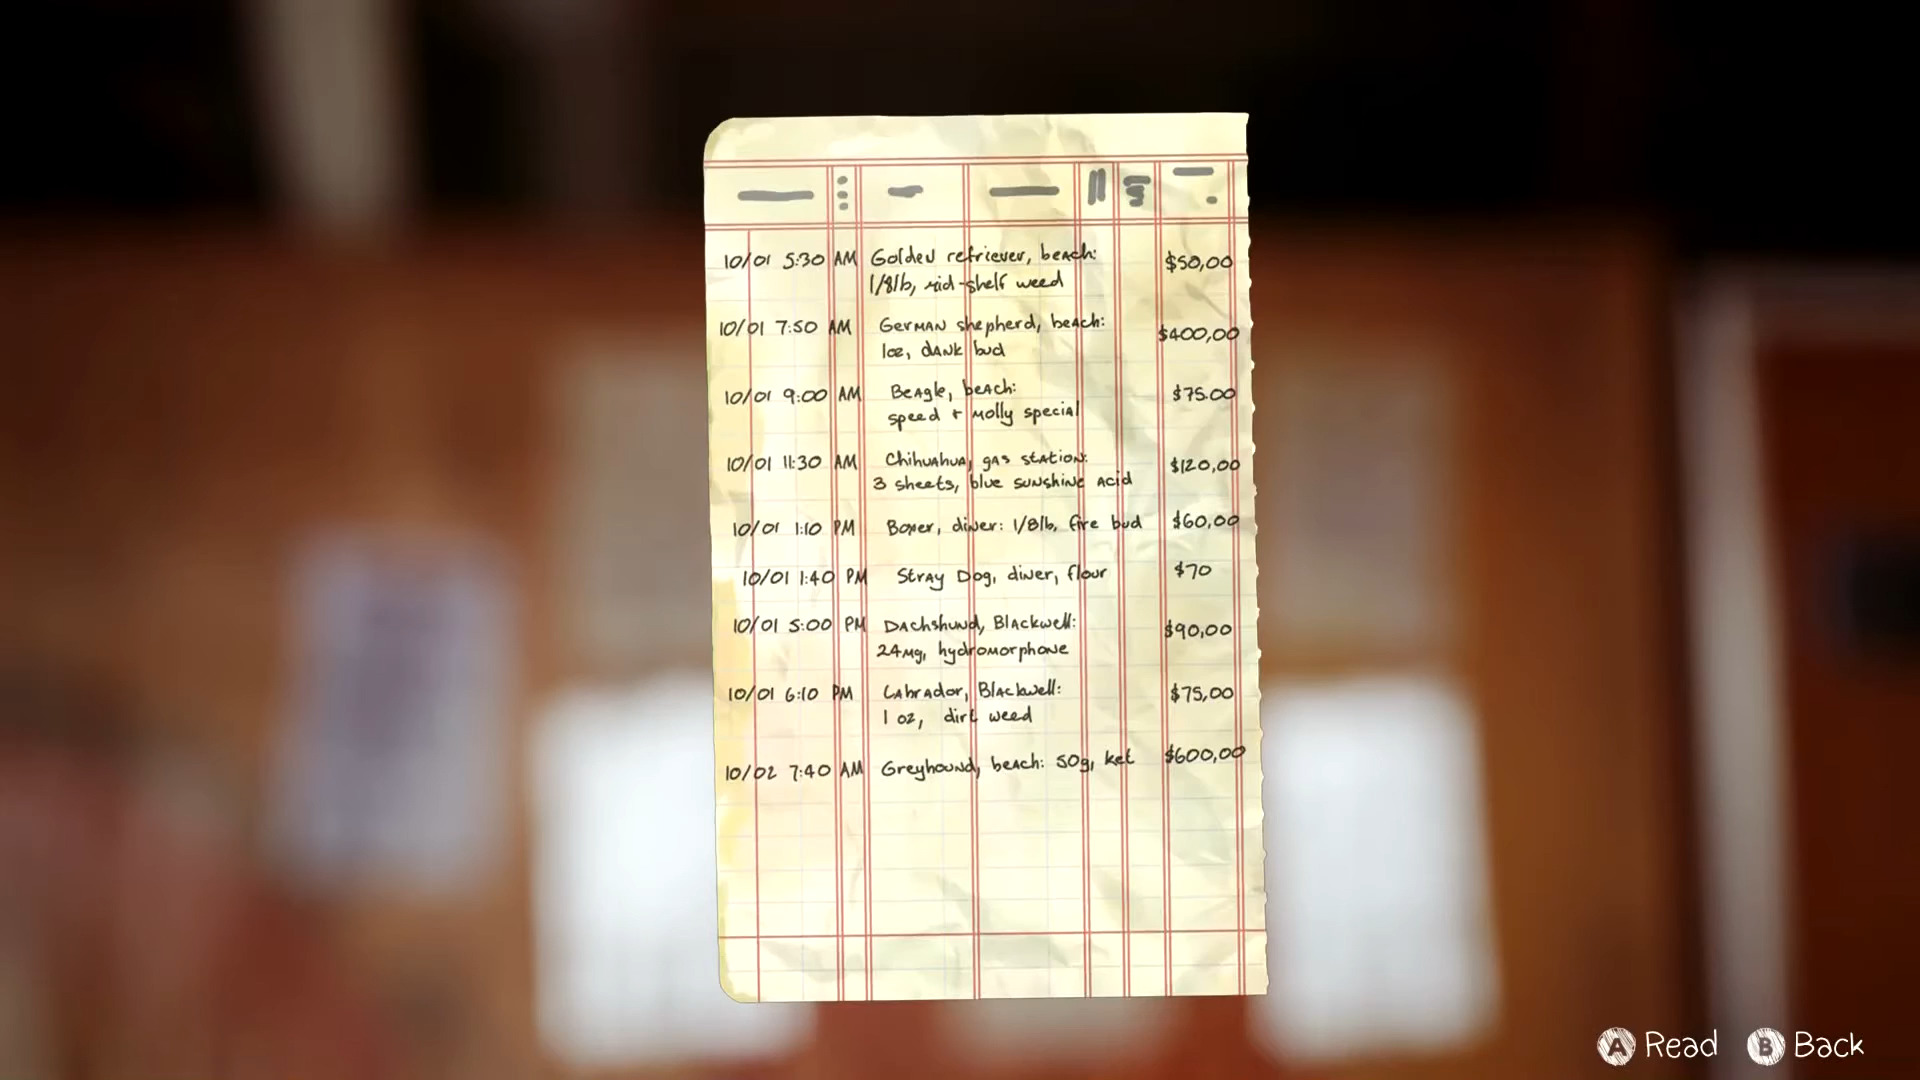 10/01 5:30 AM Golden retriever, beach: $50,00
1/8lb, mid-shelf weed
10/01 7:50 AM German shepherd, beach: $400,00
1oz, dank bud
10/01 9:00 AM Beagle, beach: $75.00
speed + Molly special
10/01 11:30 AM Chihuahua, gas station: $120,00
3 sheets, blue sunshine acid
10/01 1:10 PM Boxer, diner: 1/8lb, fire bud $60,00
10/01 1:40 PM Stray Dog, diner, flour $70
10/01 5:00 PM Dachshund, Blackwell: $90,00
24mg, hydromorphone
10/01 6:10 PM Labrador, Blackwell: $75,00
1 oz, dirt weed
10/02 7:40 AM Greyhound, beach: 50g, ket $600,00
A Read B Back